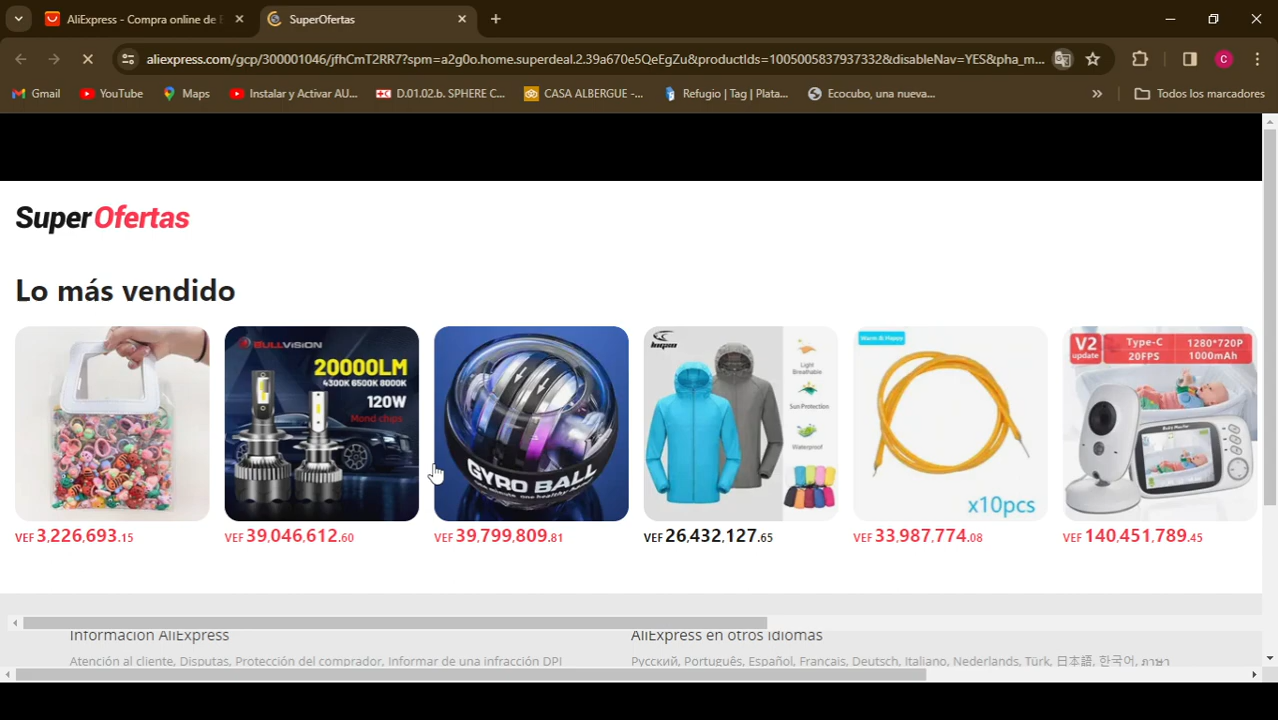 AliExpress - Compra online de
SuperOfertas
aliexpress.com/gcp/300001046/jfhCmT2RR7?spm=a2g0o.home.superdeal.2.39a670e5QeEgZu&productIds=1005005837937332&disableNav=YES&pha_m...
C
Gmail
YouTube
Maps
Instalar y Activar AU...
D.01.02.b. SPHERE C...
CASA ALBERGUE -...
Refugio | Tag | Plata...
Ecocubo, una nueva...
»
Todos los marcadores
SuperOfertas
Lo más vendido
BULLVISION
20000LM
4300K 6500K 8000K
120W
Mond chips
GYRO BALL
Light
Breathable
Sun Protection
Waterproof
Warm & Happy
x10pcs
V2
update
Type-C
20FPS
1280*720P
1000mAh
Baby Monitor
VEF 3,226,693.15
VEF 39,046,612.60
VEF 39,799,809.81
VEF 26,432,127.65
VEF 33,987,774.08
VEF 140,451,789.45
Información AliExpress
AliExpress en otros idiomas
Atención al cliente, Disputas, Protección del comprador, Informar de una infracción DPI
Русский, Português, Español, Français, Deutsch, Italiano, Nederlands, Türk, 日本語, 한국어, ภาษา